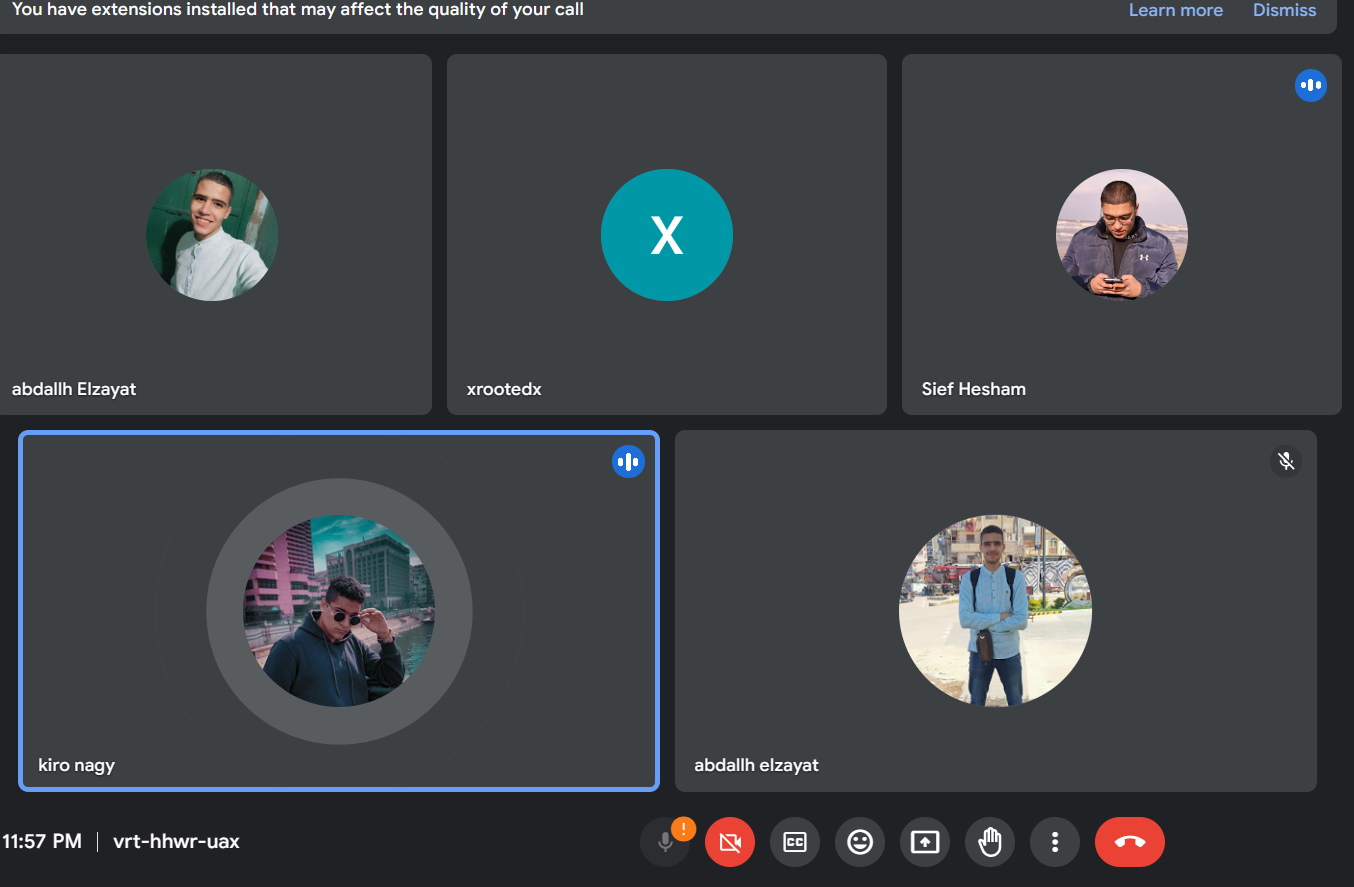 You have extensions installed that may affect the quality of your call
Learn more
Dismiss
X
abdallh Elzayat
xrootedx
Sief Hesham
kiro nagy
abdallh elzayat
11:57 PM | vrt-hhwr-uax
!
CC